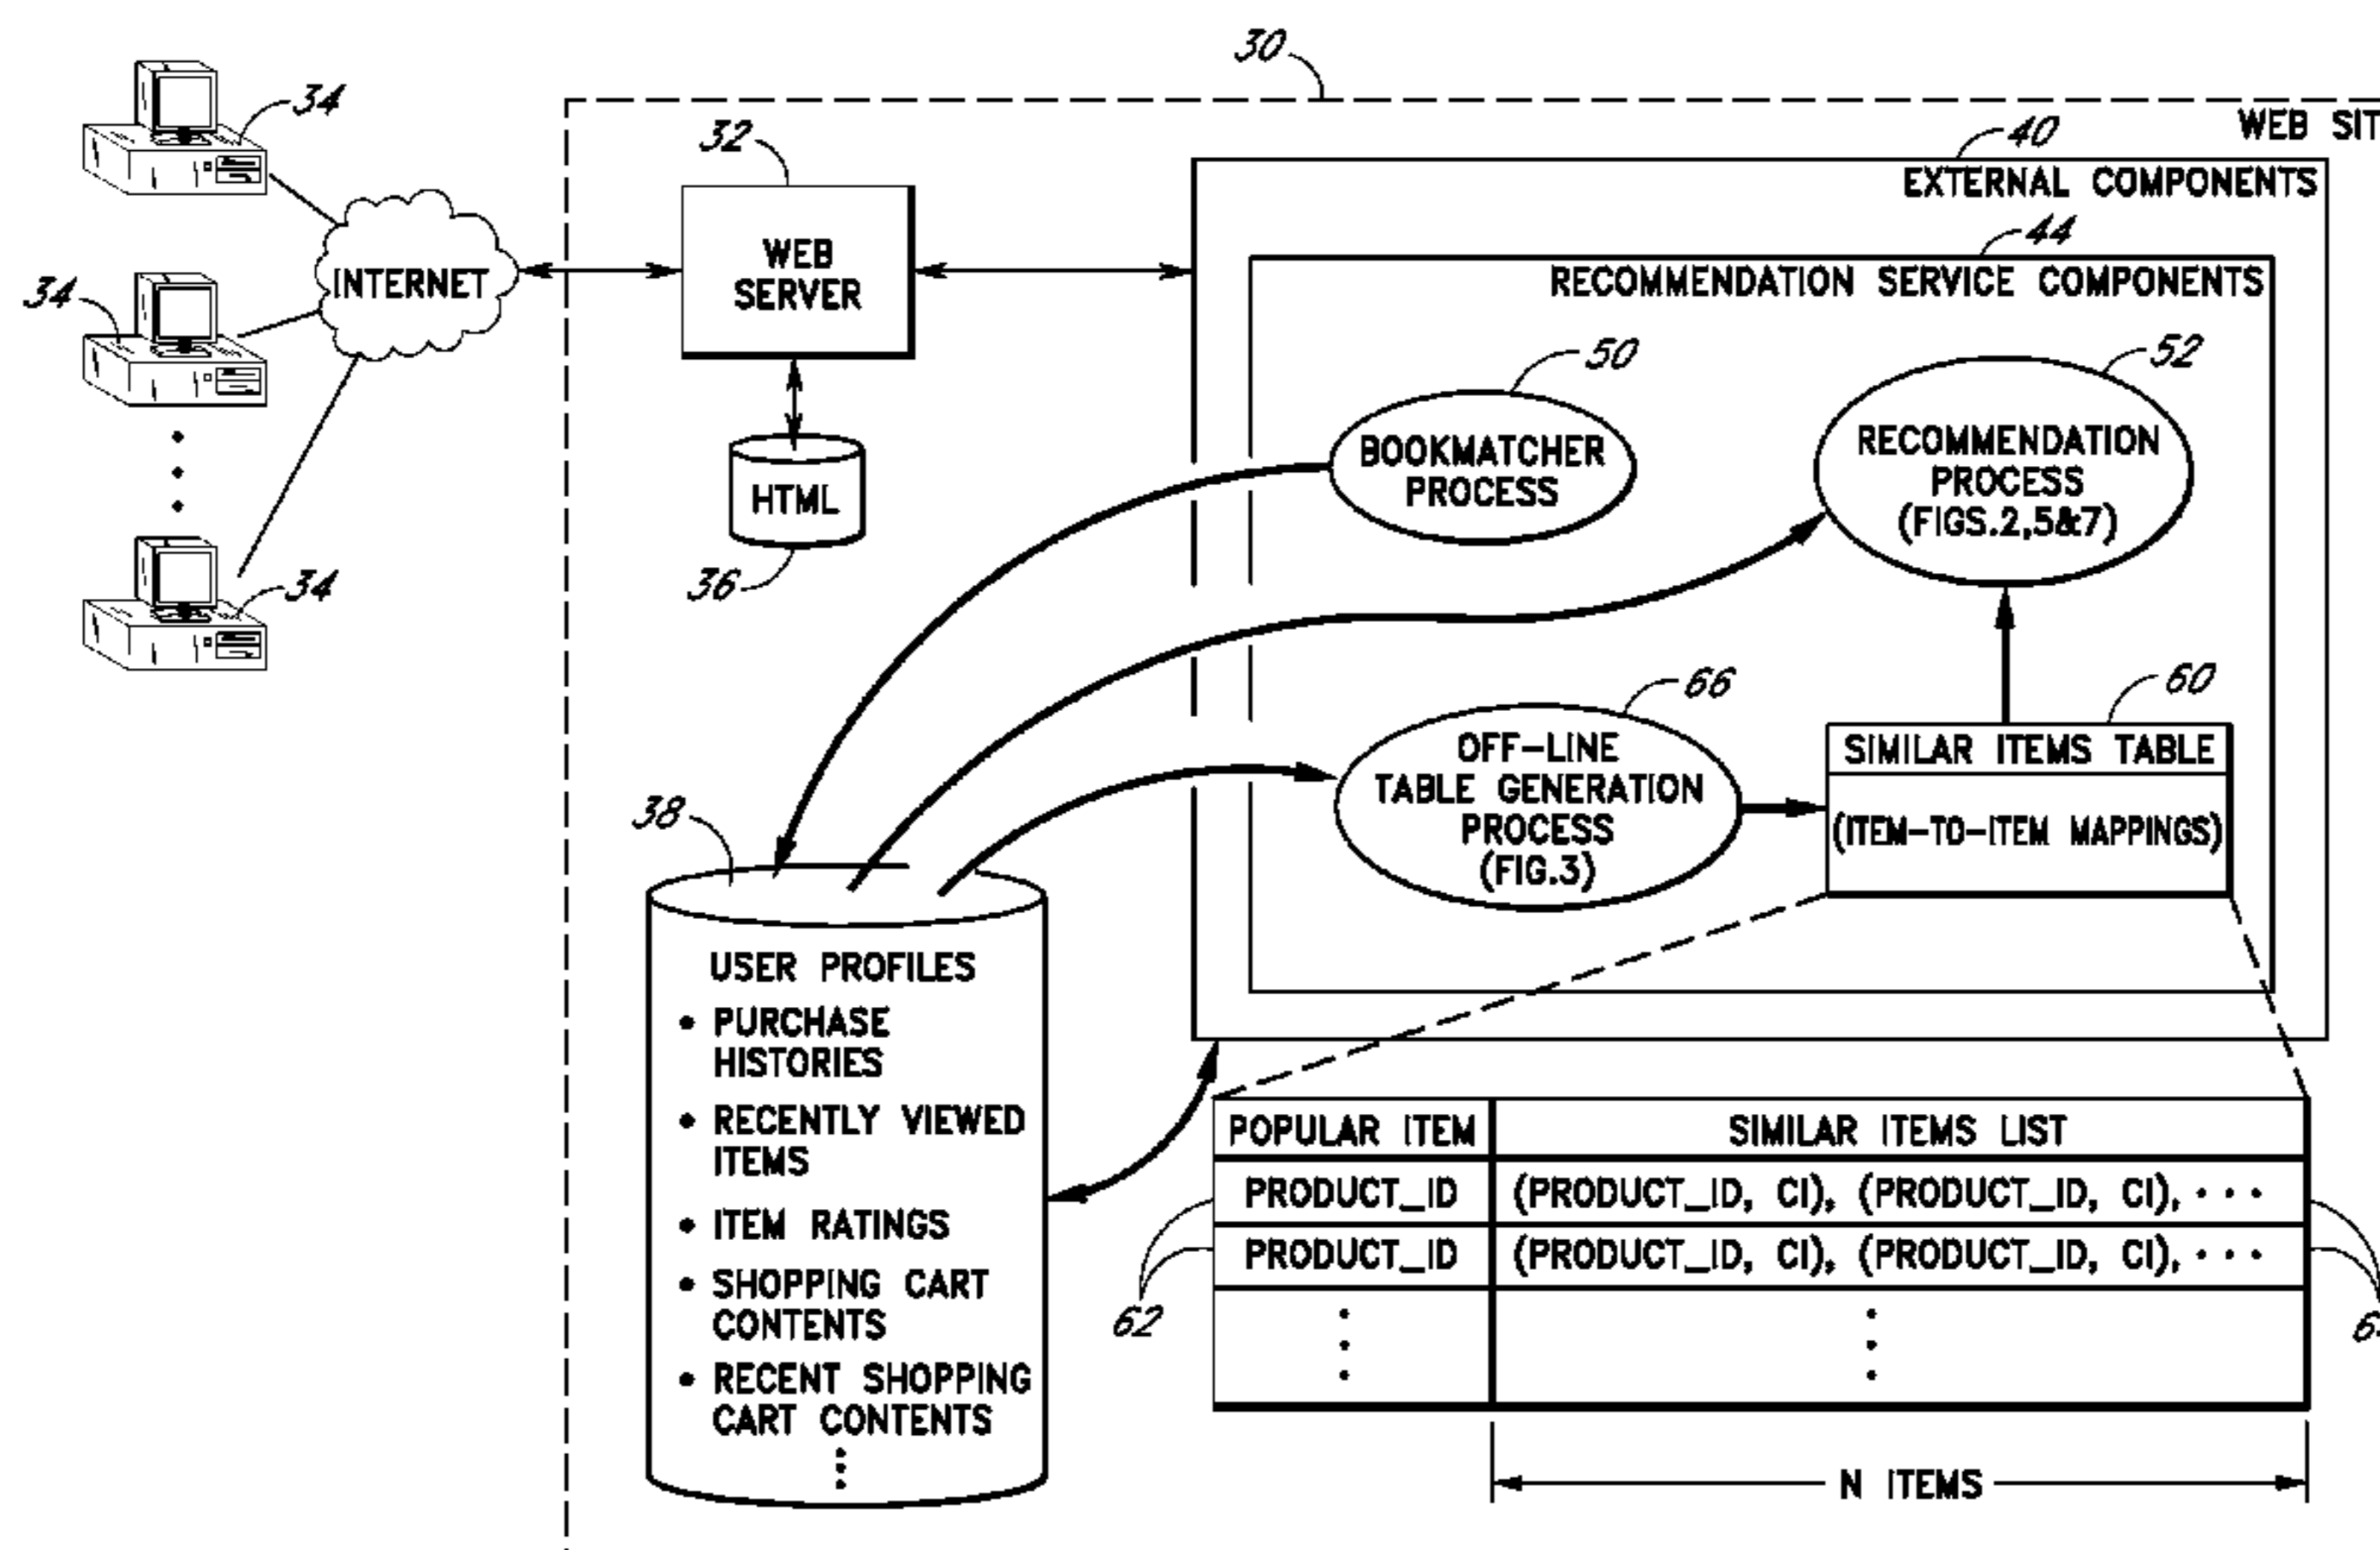 30
WEB SIT
34
32
40
EXTERNAL COMPONENTS
44
WEB
SERVER
RECOMMENDATION SERVICE COMPONENTS
INTERNET
34
50
52
BOOKMATCHER
PROCESS
RECOMMENDATION
PROCESS
(FIGS.2,5&7)
HTML
36
34
66
60
OFF-LINE
TABLE GENERATION
PROCESS
(FIG.3)
SIMILAR ITEMS TABLE
(ITEM-TO-ITEM MAPPINGS)
38
USER PROFILES
• PURCHASE
HISTORIES
• RECENTLY VIEWED
ITEMS
• ITEM RATINGS
• SHOPPING CART
CONTENTS
• RECENT SHOPPING
CART CONTENTS
POPULAR ITEM SIMILAR ITEMS LIST
PRODUCT_ID (PRODUCT_ID, CI), (PRODUCT_ID, CI), • • •
PRODUCT_ID (PRODUCT_ID, CI), (PRODUCT_ID, CI), • • •
62
N ITEMS